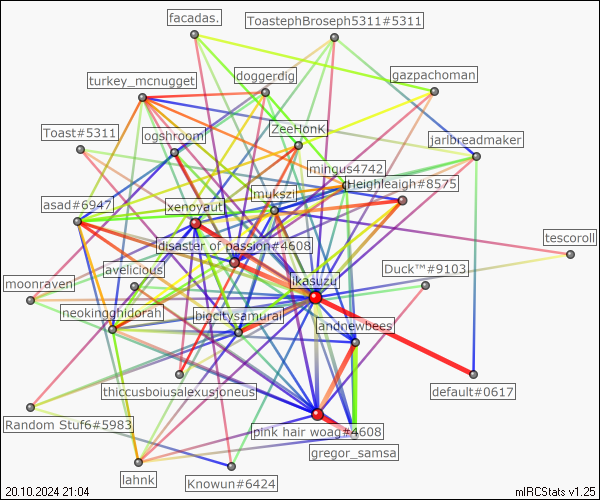 facadas.
ToastephBroseph5311#5311
doggerdig
gazpachoman
turkey_mcnugget
ZeeHonK
Toast#5311
ogshroom
jarlbreadmaker
mingus4742
Heighleaigh#8575
mukszi
asad#6947
xenoyaut
tescoroll
disaster of passion#4608
avelicious
Duck™#9103
ikasuzu
moonraven
neokingghidorah
bigcitysamurai
andnewbees
thiccusboiusalexusjoneus
default#0617
Random Stuf6#5983
pink hair woag#4608
gregor_samsa
lahnk
Knowun#6424
20.10.2024 21:04
mIRCStats v1.25